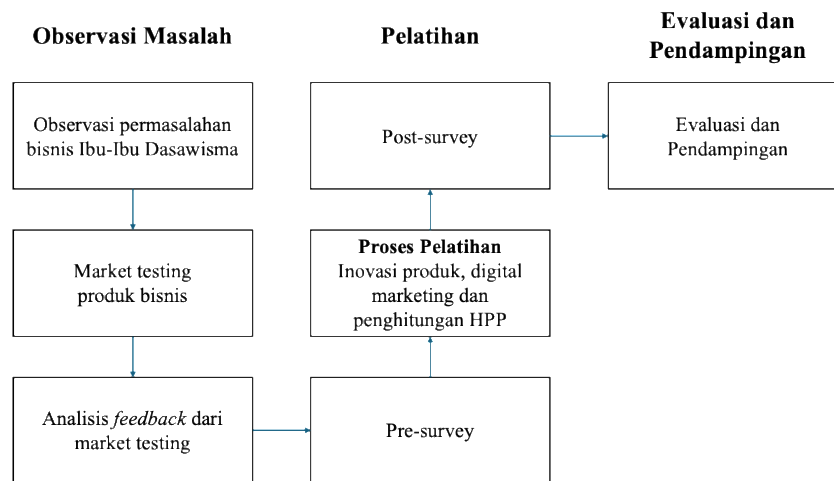 Observasi Masalah
Observasi permasalahan
bisnis Ibu-Ibu Dasawisma
Market testing
produk bisnis
Analisis feedback dari
market testing
Pelatihan
Post-survey
Proses Pelatihan
Inovasi produk, digital
marketing dan
penghitungan HPP
Pre-survey
Evaluasi dan
Pendampingan
Evaluasi dan
Pendampingan